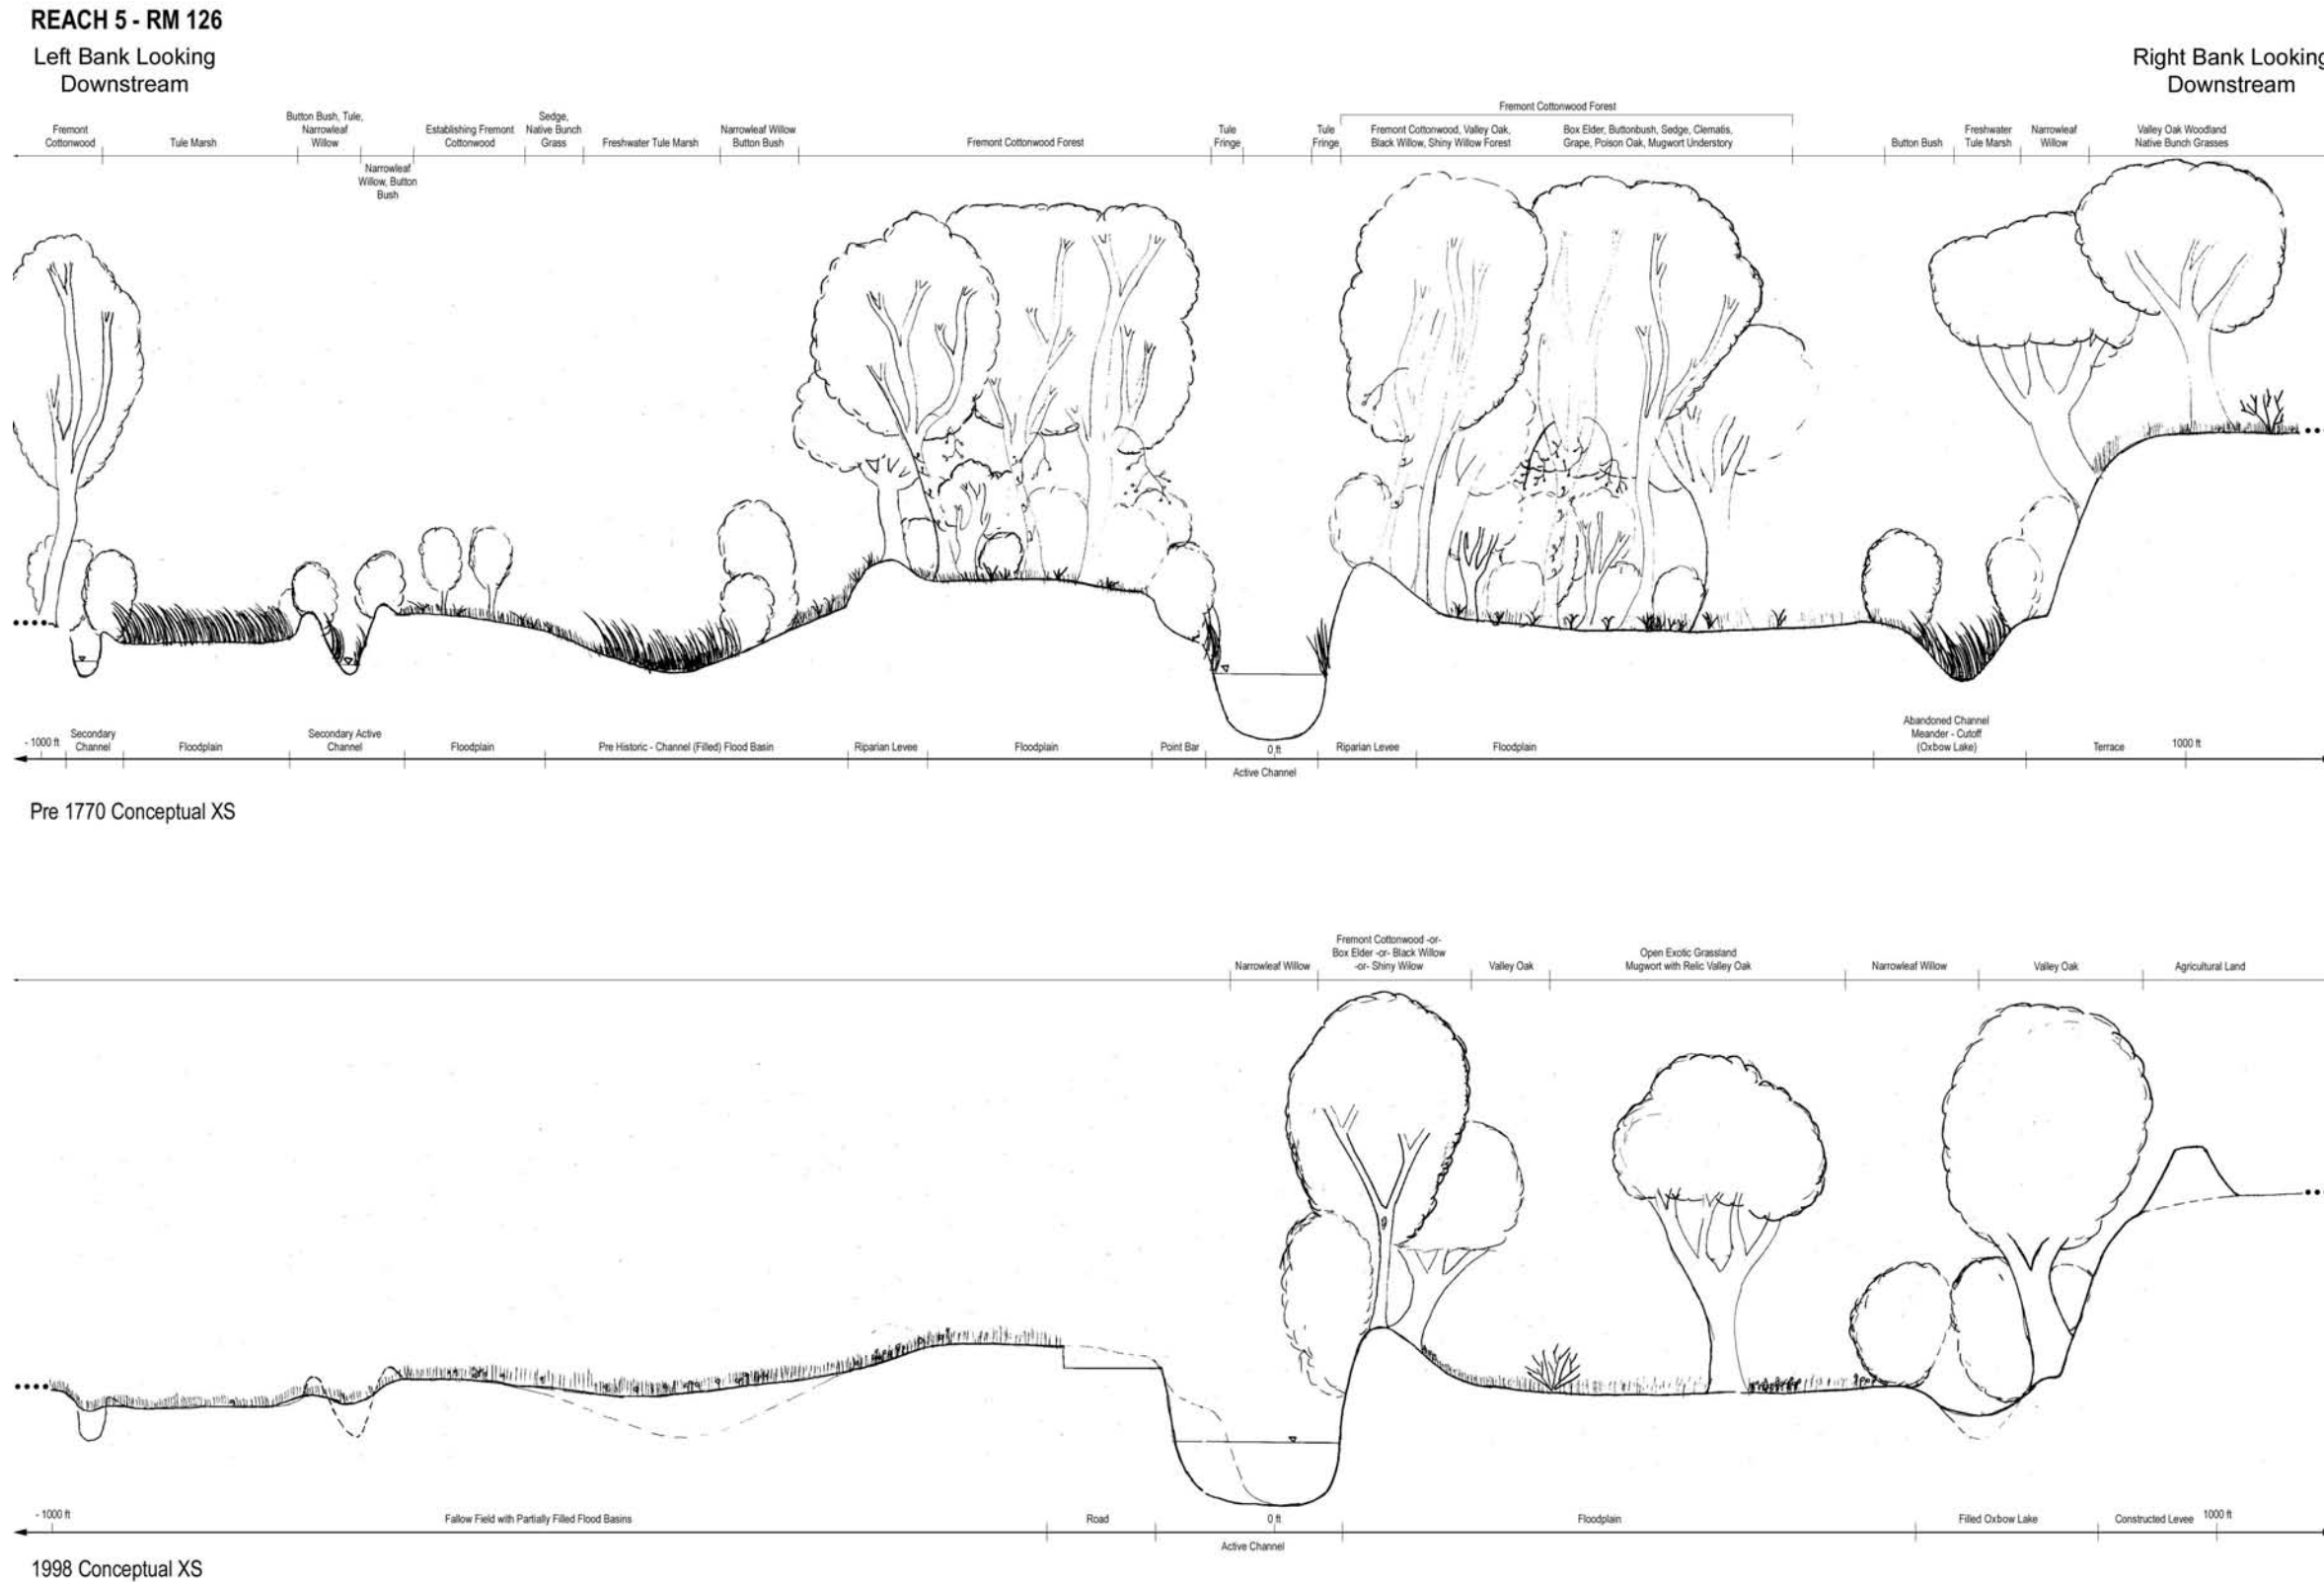 REACH 5 - RM 126
Left Bank Looking
Downstream
Right Bank Looking
Downstream
Fremont
Cottonwood
Tule Marsh
Button Bush, Tule,
Narrowleaf
Willow
Narrowleaf
Willow, Button
Bush
Establishing Fremont
Cottonwood
Sedge,
Native Bunch
Grass
Freshwater Tule Marsh
Narrowleaf Willow
Button Bush
Fremont Cottonwood Forest
Tule
Fringe
Tule
Fringe
Fremont Cottonwood Forest
Fremont Cottonwood, Valley Oak,
Black Willow, Shiny Willow Forest
Box Elder, Buttonbush, Sedge, Clematis,
Grape, Poison Oak, Mugwort Understory
Button Bush
Freshwater
Tule Marsh
Narrowleaf
Willow
Valley Oak Woodland
Native Bunch Grasses
- 1000 ft
Secondary
Channel
Floodplain
Secondary Active
Channel
Floodplain
Pre Historic - Channel (Filled) Flood Basin
Riparian Levee
Floodplain
Point Bar
0 ft
Active Channel
Riparian Levee
Floodplain
Abandoned Channel
Meander - Cutoff
(Oxbow Lake)
Terrace
1000 ft
Pre 1770 Conceptual XS
Narrowleaf Willow
Fremont Cottonwood -or-
Box Elder -or- Black Willow
-or- Shiny Wilow
Valley Oak
Open Exotic Grassland
Mugwort with Relic Valley Oak
Narrowleaf Willow
Valley Oak
Agricultural Land
- 1000 ft
Fallow Field with Partially Filled Flood Basins
Road
0 ft
Active Channel
Floodplain
Filled Oxbow Lake
Constructed Levee
1000 ft
1998 Conceptual XS